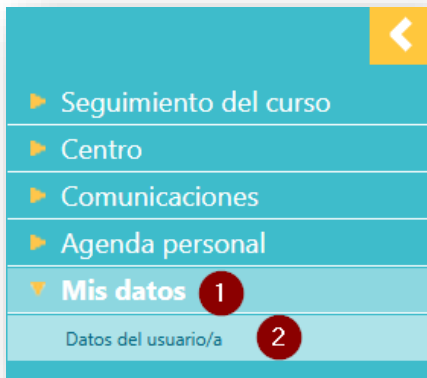 Seguimiento del curso
Centro
Comunicaciones
Agenda personal
Mis datos 1
Datos del usuario/a 2